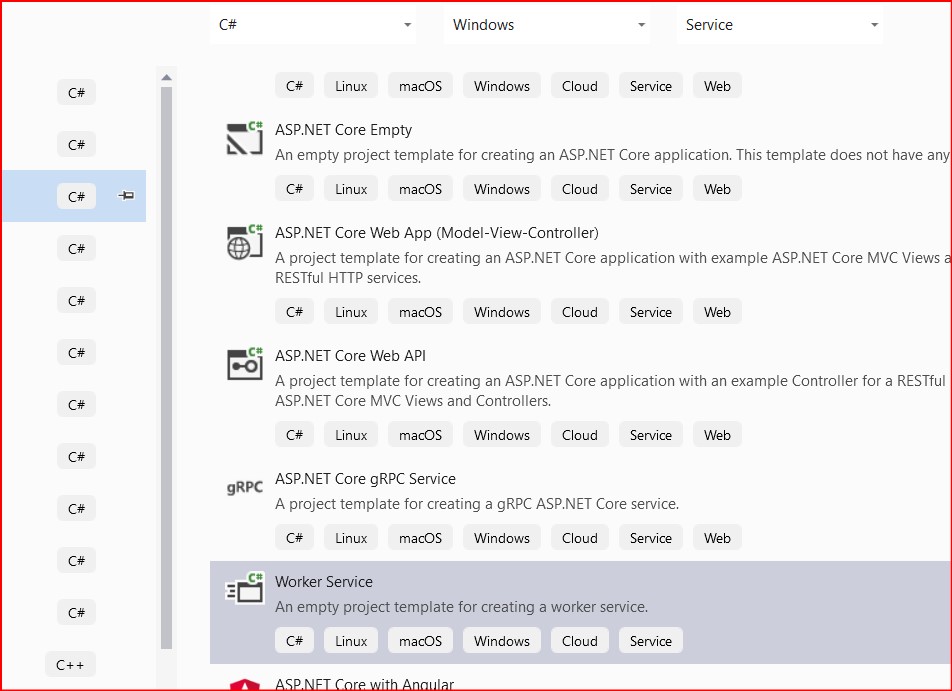 C# Windows Service
C#
C#
C#
C#
C#
C#
C#
C#
C#
C#
C#
C++
C# Linux macOS Windows Cloud Service Web
C#
ASP.NET Core Empty
An empty project template for creating an ASP.NET Core application. This template does not have any
C# Linux macOS Windows Cloud Service Web
C#
ASP.NET Core Web App (Model-View-Controller)
A project template for creating an ASP.NET Core application with example ASP.NET Core MVC Views a
RESTful HTTP services.
C# Linux macOS Windows Cloud Service Web
C#
ASP.NET Core Web API
A project template for creating an ASP.NET Core application with an example Controller for a RESTful
ASP.NET Core MVC Views and Controllers.
C# Linux macOS Windows Cloud Service Web
gRPC
ASP.NET Core gRPC Service
A project template for creating a gRPC ASP.NET Core service.
C# Linux macOS Windows Cloud Service Web
C#
Worker Service
An empty project template for creating a worker service.
C# Linux macOS Windows Cloud Service
ASP.NET Core with Angular